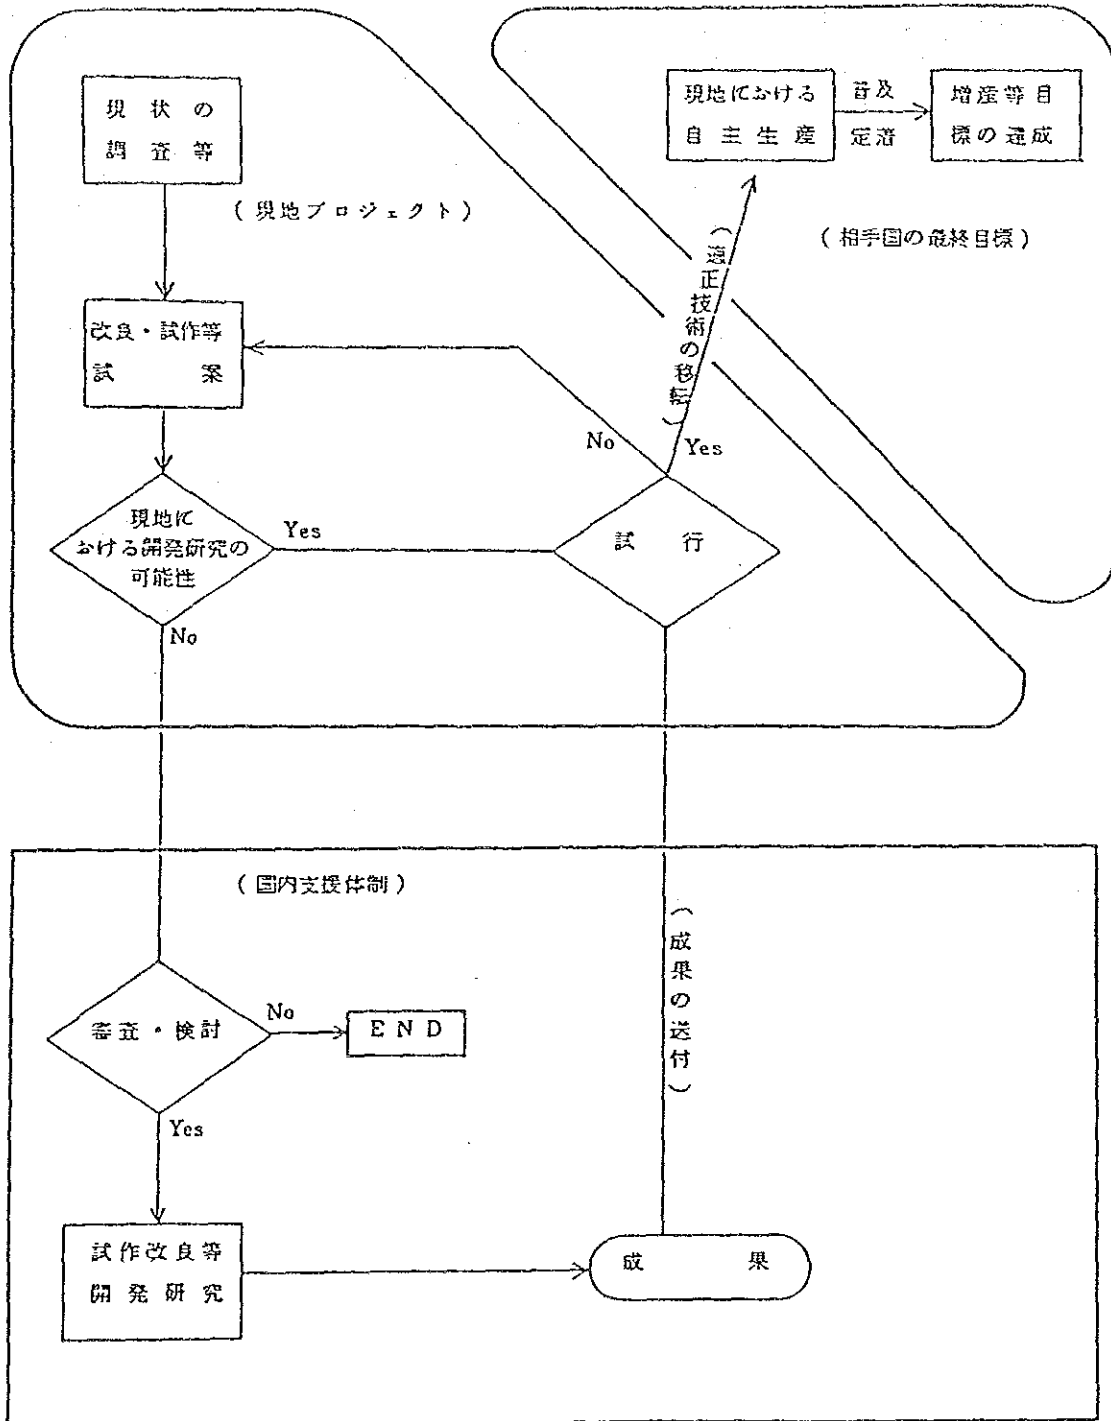 現状の
調査等
(現地プロジェクト)
改良・試作等
試案
現地に
おける開発研究の
可能性
Yes
No
試行
No
Yes
(適正技術の移転)
現地における
自主生産
普及
定着
増産等目
標の達成
(相手国の最終目標)
(国内支援体制)
審査・検討
No
END
Yes
試作改良等
開発研究
成果
(成果の送付)